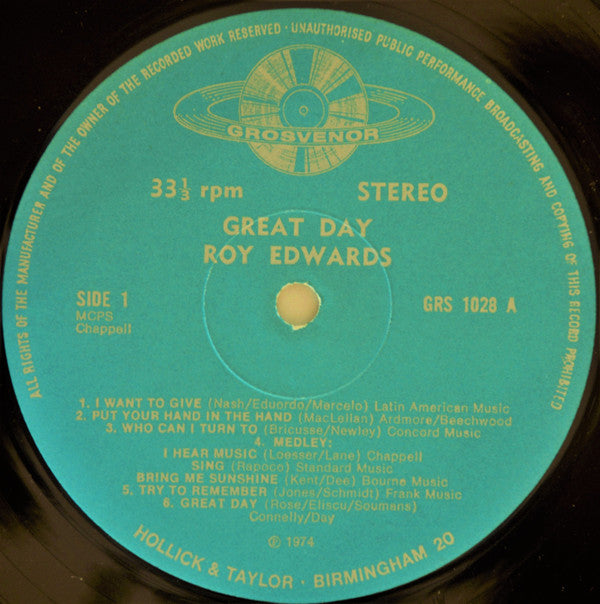 ALL RIGHTS OF THE MANUFACTURER AND OF THE OWNER OF THE RECORDED WORK RESERVED · UNAUTHORISED PUBLIC PERFORMANCE BROADCASTING AND COPYING OF THIS RECORD PROHIBITED
GROSVENOR
33⅓ rpm STEREO
GREAT DAY
ROY EDWARDS
SIDE 1 GRS 1028 A
MCPS
Chappell
1. I WANT TO GIVE (Nash/Eduordo/Mercelo) Latin American Music
2. PUT YOUR HAND IN THE HAND (MacLellan) Ardmore/Beechwood
3. WHO CAN I TURN TO (Bricusse/Newley) Concord Music
4. MEDLEY:
I HEAR MUSIC (Loesser/Lane) Chappell
SING (Rapoco) Standard Music
BRING ME SUNSHINE (Kent/Dee) Bourne Music
5. TRY TO REMEMBER (Jones/Schmidt) Frank Music
6. GREAT DAY (Rose/Eliscu/Soumans)
Connelly/Day
℗ 1974
HOLLICK & TAYLOR · BIRMINGHAM 20